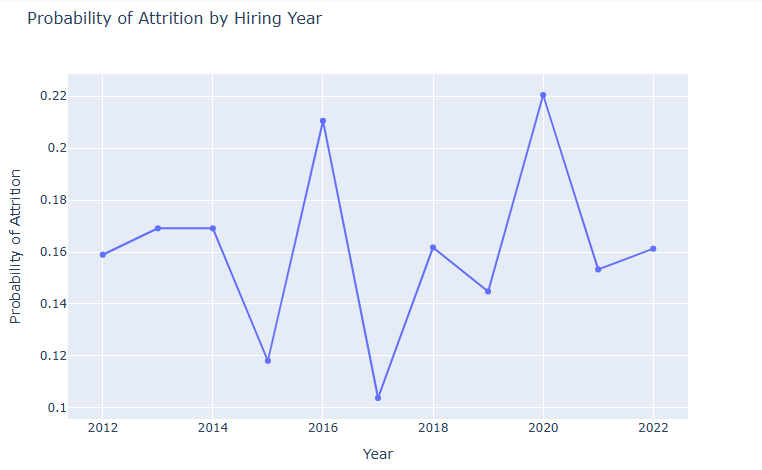 Probability of Attrition by Hiring Year
0.22
0.2
0.18
0.16
0.14
0.12
0.1
Probability of Attrition
2012 2014 2016 2018 2020 2022
Year